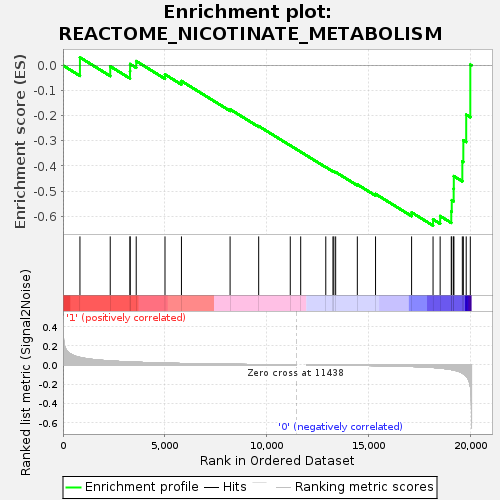 Enrichment plot:
REACTOME_NICOTINATE_METABOLISM
Enrichment score (ES)
0.0
-0.1
-0.2
-0.3
-0.4
-0.5
-0.6
'1' (positively correlated)
Ranked list metric (Signal2Noise)
0.4
0.2
0.0
-0.2
-0.4
-0.6
Zero cross at 11438
'0' (negatively correlated)
0
5,000
10,000
15,000
20,000
Rank in Ordered Dataset
Enrichment profile
Hits
Ranking metric scores